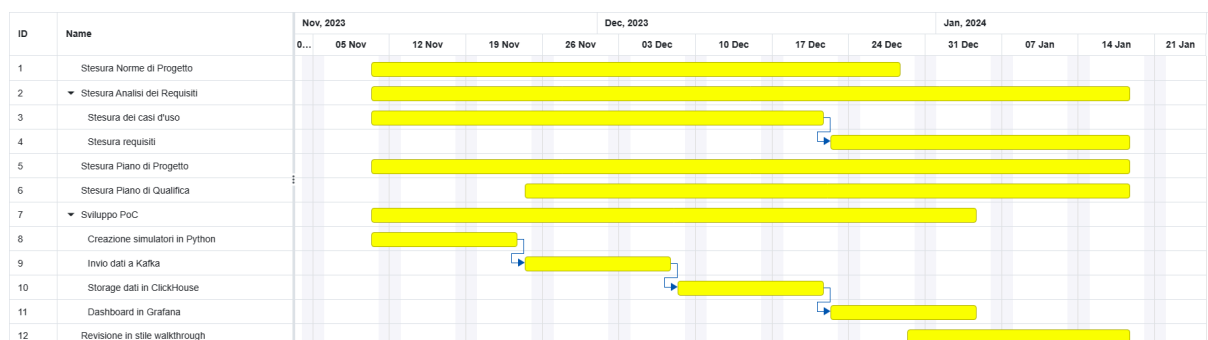 ID Name Nov, 2023 Dec, 2023 Jan, 2024
0... 05 Nov 12 Nov 19 Nov 26 Nov 03 Dec 10 Dec 17 Dec 24 Dec 31 Dec 07 Jan 14 Jan 21 Jan
1 Stesura Norme di Progetto
2 Stesura Analisi dei Requisiti
3 Stesura dei casi d'uso
4 Stesura requisiti
5 Stesura Piano di Progetto
6 Stesura Piano di Qualifica
7 Sviluppo PoC
8 Creazione simulatori in Python
9 Invio dati a Kafka
10 Storage dati in ClickHouse
11 Dashboard in Grafana
12 Revisione in stile walkthrough